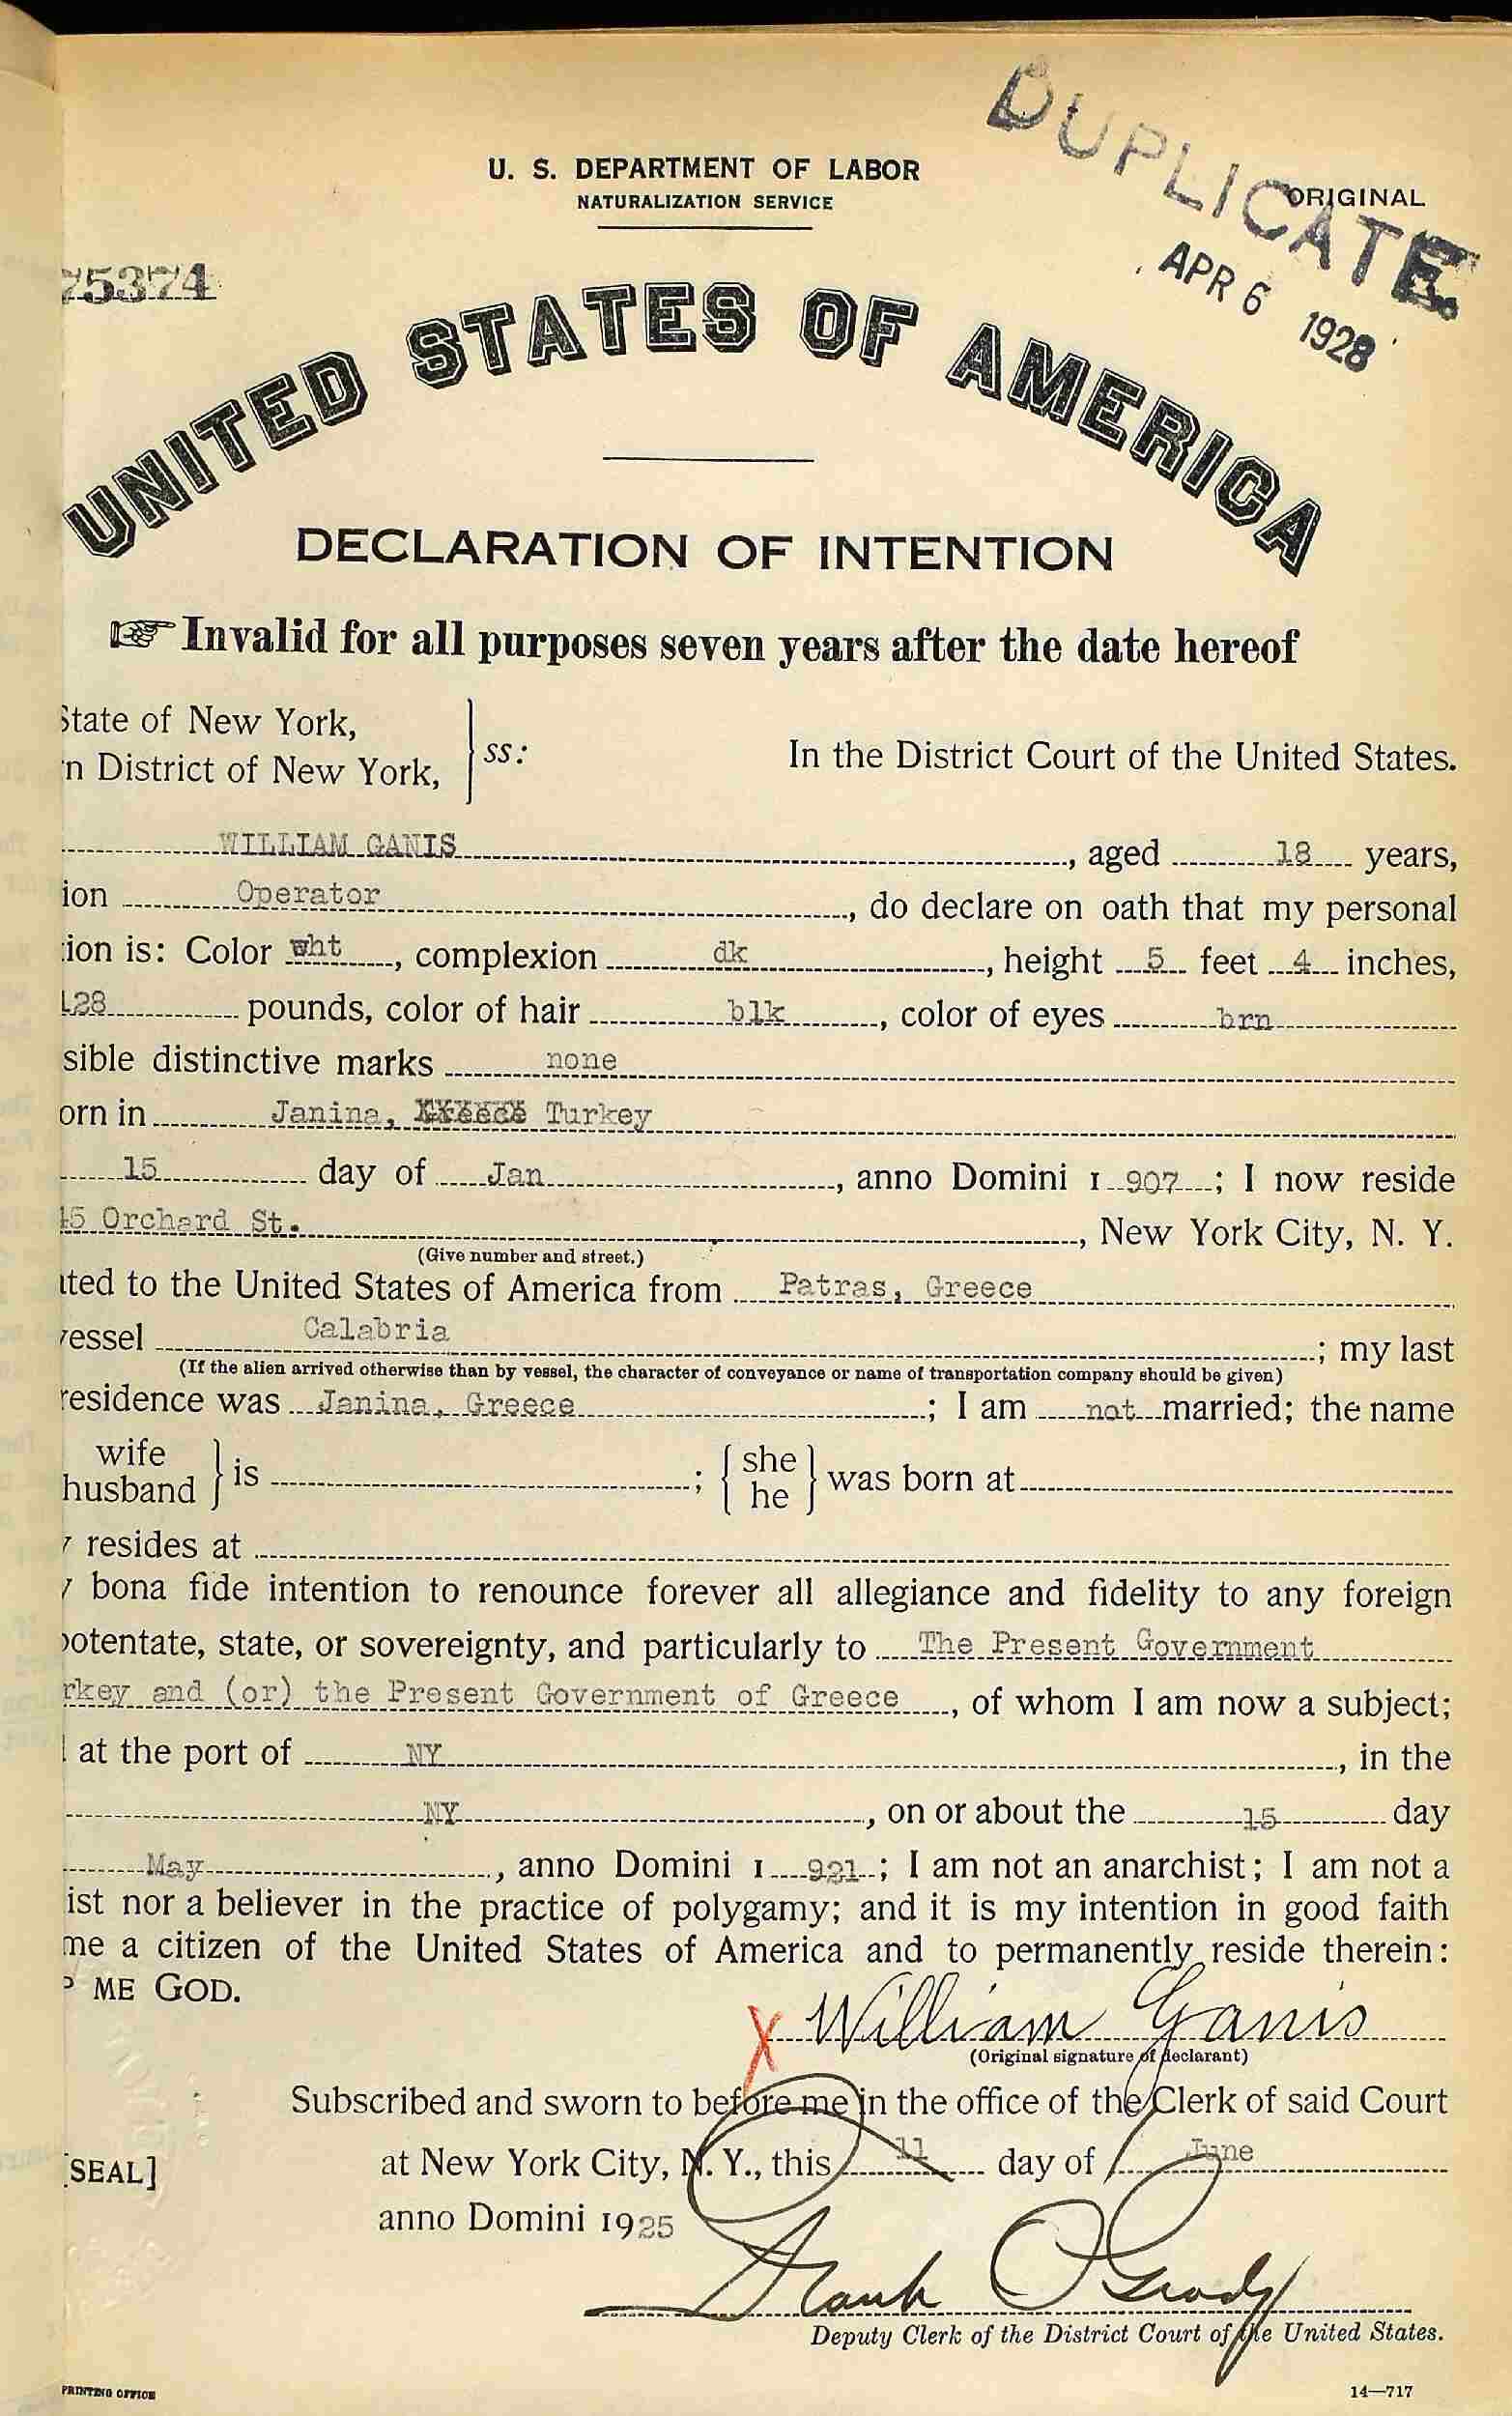 DUPLICATE
U. S. DEPARTMENT OF LABOR
ORIGINAL
NATURALIZATION SERVICE
APR 6 1928
75374
UNITED STATES OF AMERICA
DECLARATION OF INTENTION
☞ Invalid for all purposes seven years after the date hereof
State of New York,
n District of New York,
ss:
In the District Court of the United States.
WILLIAM GANIS, aged 18 years,
ion Operator, do declare on oath that my personal
ion is: Color wht, complexion dk, height 5 feet 4 inches,
128 pounds, color of hair blk, color of eyes brn
sible distinctive marks none
orn in Janina, Greece Turkey
15 day of Jan, anno Domini 1 907; I now reside
45 Orchard St., New York City, N. Y.
(Give number and street.)
ated to the United States of America from Patras, Greece
vessel Calabria; my last
(If the alien arrived otherwise than by vessel, the character of conveyance or name of transportation company should be given)
residence was Janina, Greece; I am not married; the name
wife
husband } is ; { she
he } was born at
y resides at
y bona fide intention to renounce forever all allegiance and fidelity to any foreign
potentate, state, or sovereignty, and particularly to The Present Government
rkey and (or) the Present Government of Greece, of whom I am now a subject;
at the port of NY, in the
NY, on or about the 15 day
May, anno Domini 1 921; I am not an anarchist; I am not a
ist nor a believer in the practice of polygamy; and it is my intention in good faith
me a citizen of the United States of America and to permanently reside therein:
P ME GOD.
X William Ganis
(Original signature of declarant)
Subscribed and sworn to before me in the office of the Clerk of said Court
[SEAL] at New York City, N. Y., this 11 day of June
anno Domini 1925
Frank O'Grady
Deputy Clerk of the District Court of the United States.
PRINTING OFFICE
14—717